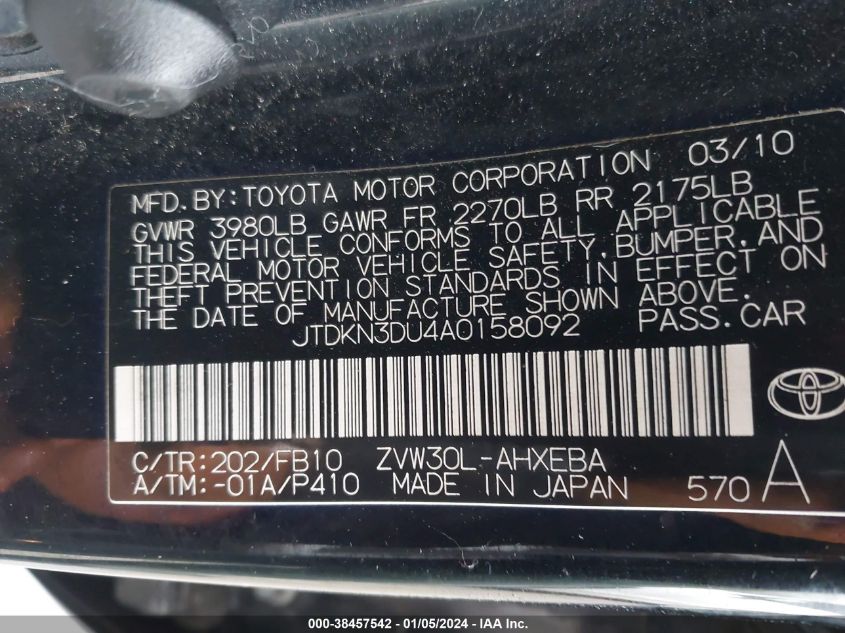 MFD. BY: TOYOTA MOTOR CORPORATION 03/10
GVWR 3980LB GAWR FR 2270LB RR 2175LB
THIS VEHICLE CONFORMS TO ALL APPLICABLE
FEDERAL MOTOR VEHICLE SAFETY, BUMPER, AND
THEFT PREVENTION STANDARDS IN EFFECT ON
THE DATE OF MANUFACTURE SHOWN ABOVE.
JTDKN3DU4A0158092 PASS. CAR
C/TR: 202/FB10 ZVW30L-AHXEBA
A/TM: -01A/P410 MADE IN JAPAN 570 A
000-38457542 - 01/05/2024 - IAAI.com